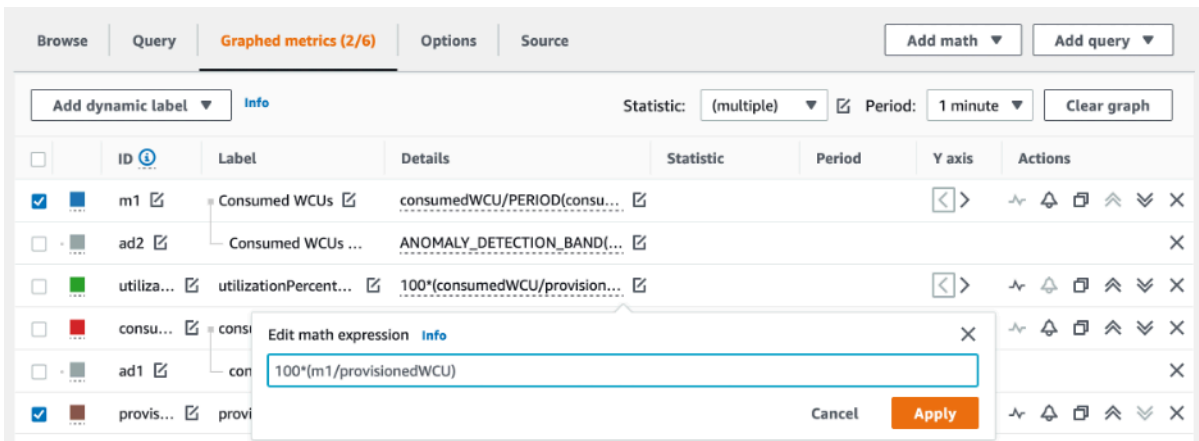 Browse Query Graphed metrics (2/6) Options Source Add math Add query
Add dynamic label Info Statistic: (multiple) Period: 1 minute Clear graph
ID Label Details Statistic Period Y axis Actions
m1 Consumed WCUs consumedWCU/PERIOD(consu...
ad2 Consumed WCUs ... ANOMALY_DETECTION_BAND(...
utiliza... utilizationPercent... 100*(consumedWCU/provision...
consu... consu
Edit math expression Info
ad1 con 100*(m1/provisionedWCU)
provis... provi Cancel Apply